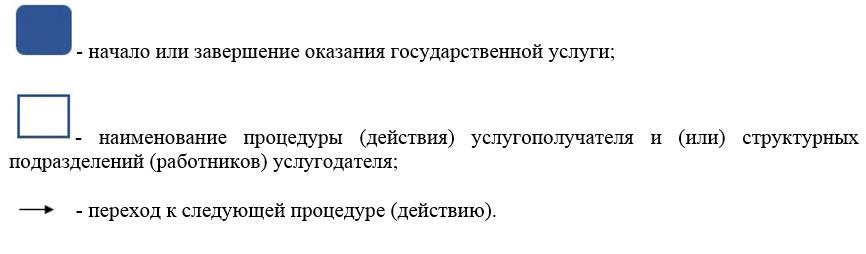 - начало или завершение оказания государственной услуги;
- наименование процедуры (действия) услугополучателя и (или) структурных
подразделений (работников) услугодателя;
- переход к следующей процедуре (действию).